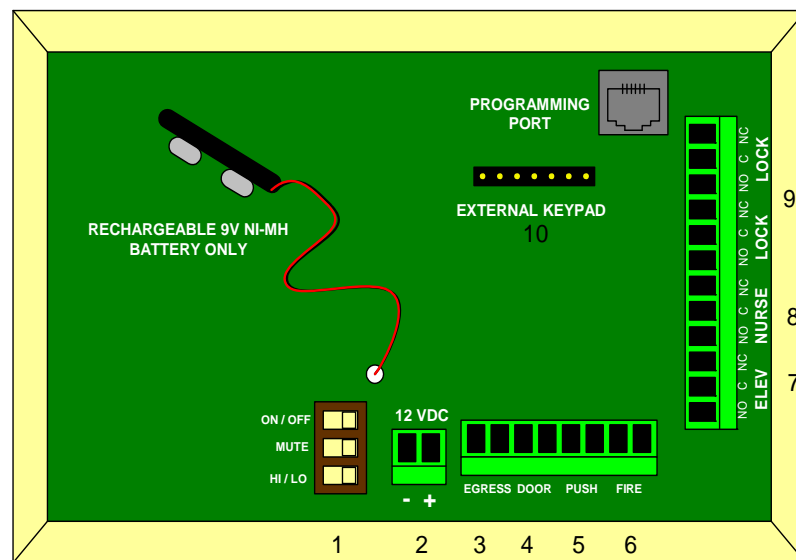 PROGRAMMING
PORT
EXTERNAL KEYPAD
10
RECHARGEABLE 9V NI-MH
BATTERY ONLY
NO C NC
LOCK
9
NO C NC
LOCK
NO C NC
NURSE
8
NO C NC
ELEV
7
ON / OFF
MUTE
HI / LO
12 VDC
- +
EGRESS DOOR PUSH FIRE
1 2 3 4 5 6